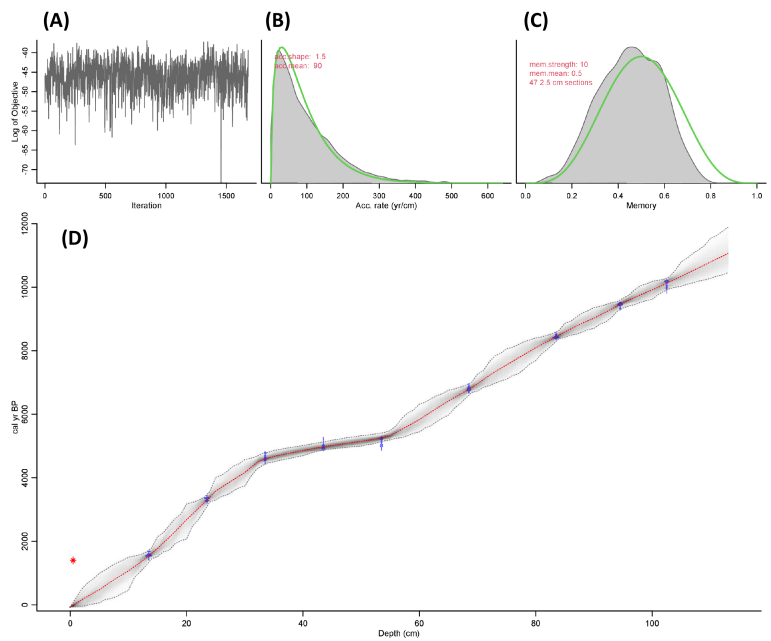 (A)
(B)
(C)
Log of Objective
-40
-45
-50
-55
-60
-65
-70
0
500
1000
1500
Iteration
acc.shape: 1.5
acc.mean: 90
0
100
200
300
400
500
600
Acc. rate (yr/cm)
mem.strength: 10
mem.mean: 0.5
47 2.5 cm sections
0.0
0.2
0.4
0.6
0.8
1.0
Memory
(D)
cal yr BP
12000
10000
8000
6000
4000
2000
0
0
20
40
60
80
100
Depth (cm)